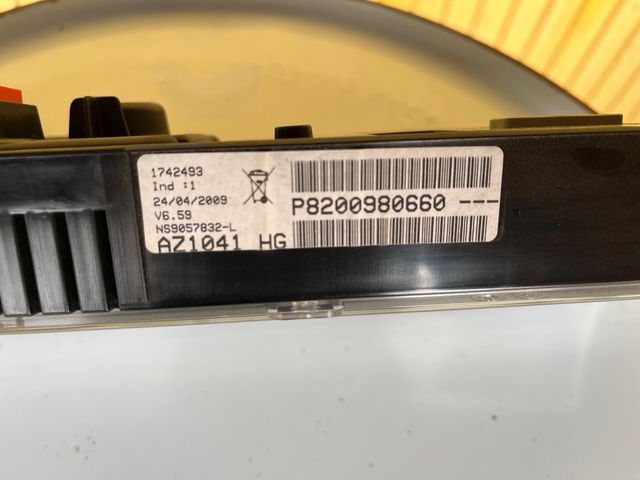 1742493
Ind :1
24/04/2009
V6.59
NS9057832-L
AZ1041 HG
P8200980660 ---